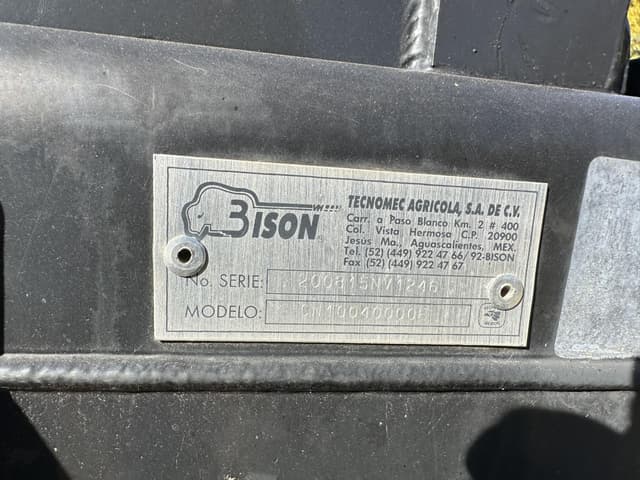 BISON
TECNOMEC AGRICOLA, S.A. DE C.V.
Carr. a Paso Blanco Km. 2 # 400
Col. Vista Hermosa C.P. 20900
Jesús Ma., Aguascalientes, MEX.
Tel. (52) (449) 922 47 66/92-BISON
Fax (52) (449) 922 47 67
No. SERIE:
MODELO: